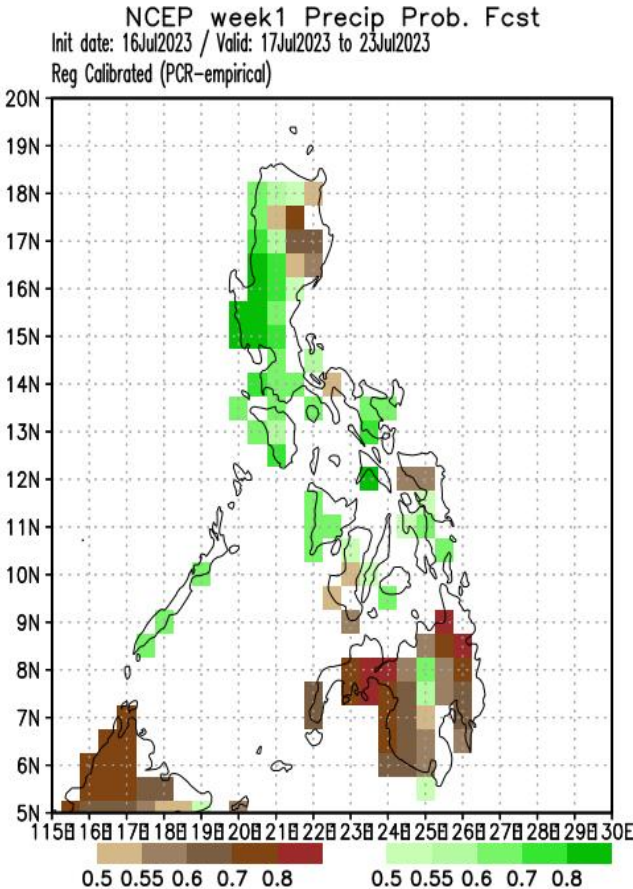 NCEP week1 Precip Prob. Fcst
Init date: 16Jul2023 / Valid: 17Jul2023 to 23Jul2023
Reg Calibrated (PCR-empirical)
20N
19N
18N
17N
16N
15N
14N
13N
12N
11N
10N
9N
8N
7N
6N
5N
115E 116E 117E 118E 119E 120E 121E 122E 123E 124E 125E 126E 127E 128E 129E 130E
0.5 0.55 0.6 0.7 0.8 0.5 0.55 0.6 0.7 0.8